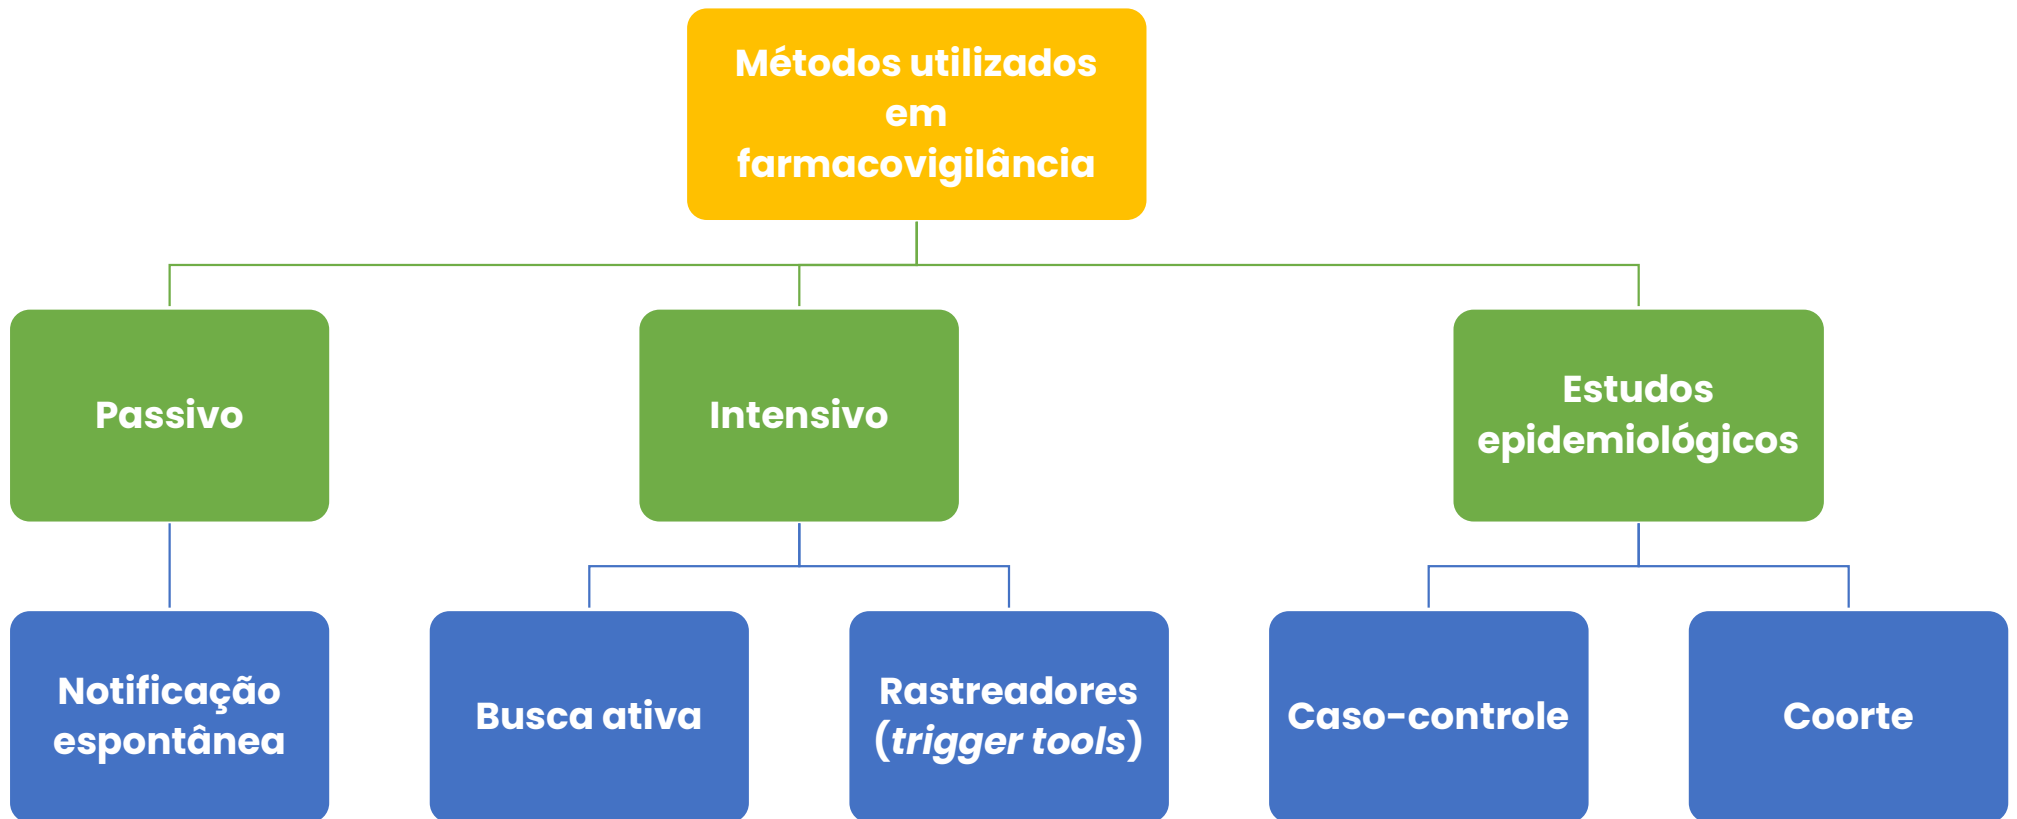 Métodos utilizados
em
farmacovigilância
Passivo
Intensivo
Estudos
epidemiológicos
Notificação
espontânea
Busca ativa
Rastreadores
(trigger tools)
Caso-controle
Coorte